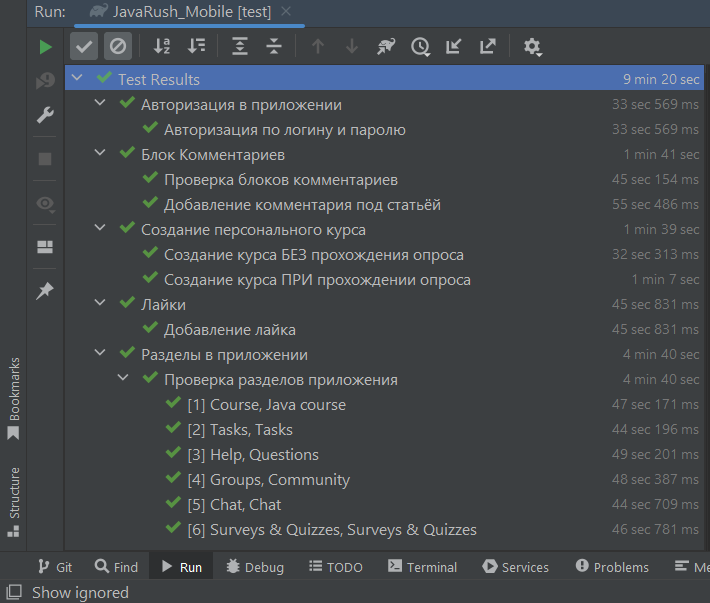 Run: JavaRush_Mobile [test]
Test Results 9 min 20 sec
Авторизация в приложении 33 sec 569 ms
Авторизация по логину и паролю 33 sec 569 ms
Блок Комментариев 1 min 41 sec
Проверка блоков комментариев 45 sec 154 ms
Добавление комментария под статьёй 55 sec 486 ms
Создание персонального курса 1 min 39 sec
Создание курса БЕЗ прохождения опроса 32 sec 313 ms
Создание курса ПРИ прохождении опроса 1 min 7 sec
Лайки 45 sec 831 ms
Добавление лайка 45 sec 831 ms
Разделы в приложении 4 min 40 sec
Проверка разделов приложения 4 min 40 sec
[1] Course, Java course 47 sec 171 ms
[2] Tasks, Tasks 44 sec 196 ms
[3] Help, Questions 49 sec 201 ms
[4] Groups, Community 48 sec 387 ms
[5] Chat, Chat 44 sec 709 ms
[6] Surveys & Quizzes, Surveys & Quizzes 46 sec 781 ms
Bookmarks
Structure
Git Find Run Debug TODO Terminal Services Problems Me
Show ignored